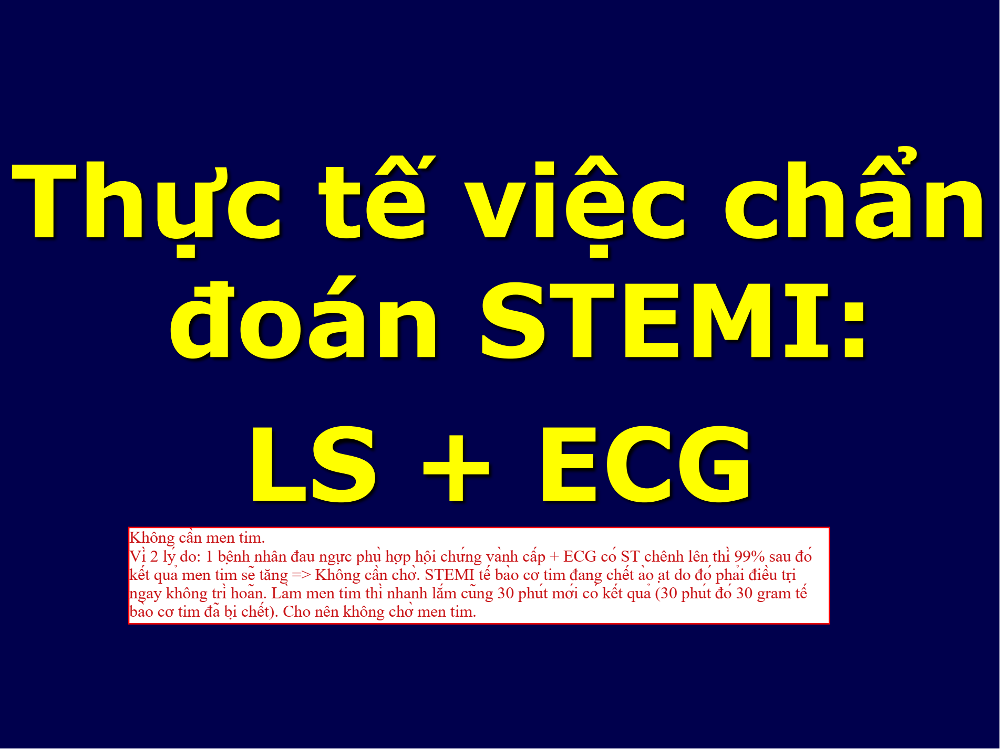 Thực tế việc chẩn
đoán STEMI:
LS + ECG
Không cần men tim.
Vì 2 lý do: 1 bệnh nhân đau ngực phù hợp hội chứng vành cấp + ECG có ST chênh lên thì 99% sau đó
kết quả men tim sẽ tăng => Không cần chờ. STEMI tế bào cơ tim đang chết ào ạt do đó phải điều trị
ngay không trì hoãn. Làm men tim thì nhanh lắm cũng 30 phút mới có kết quả (30 phút đó 30 gram tế
bào cơ tim đã bị chết). Cho nên không chờ men tim.